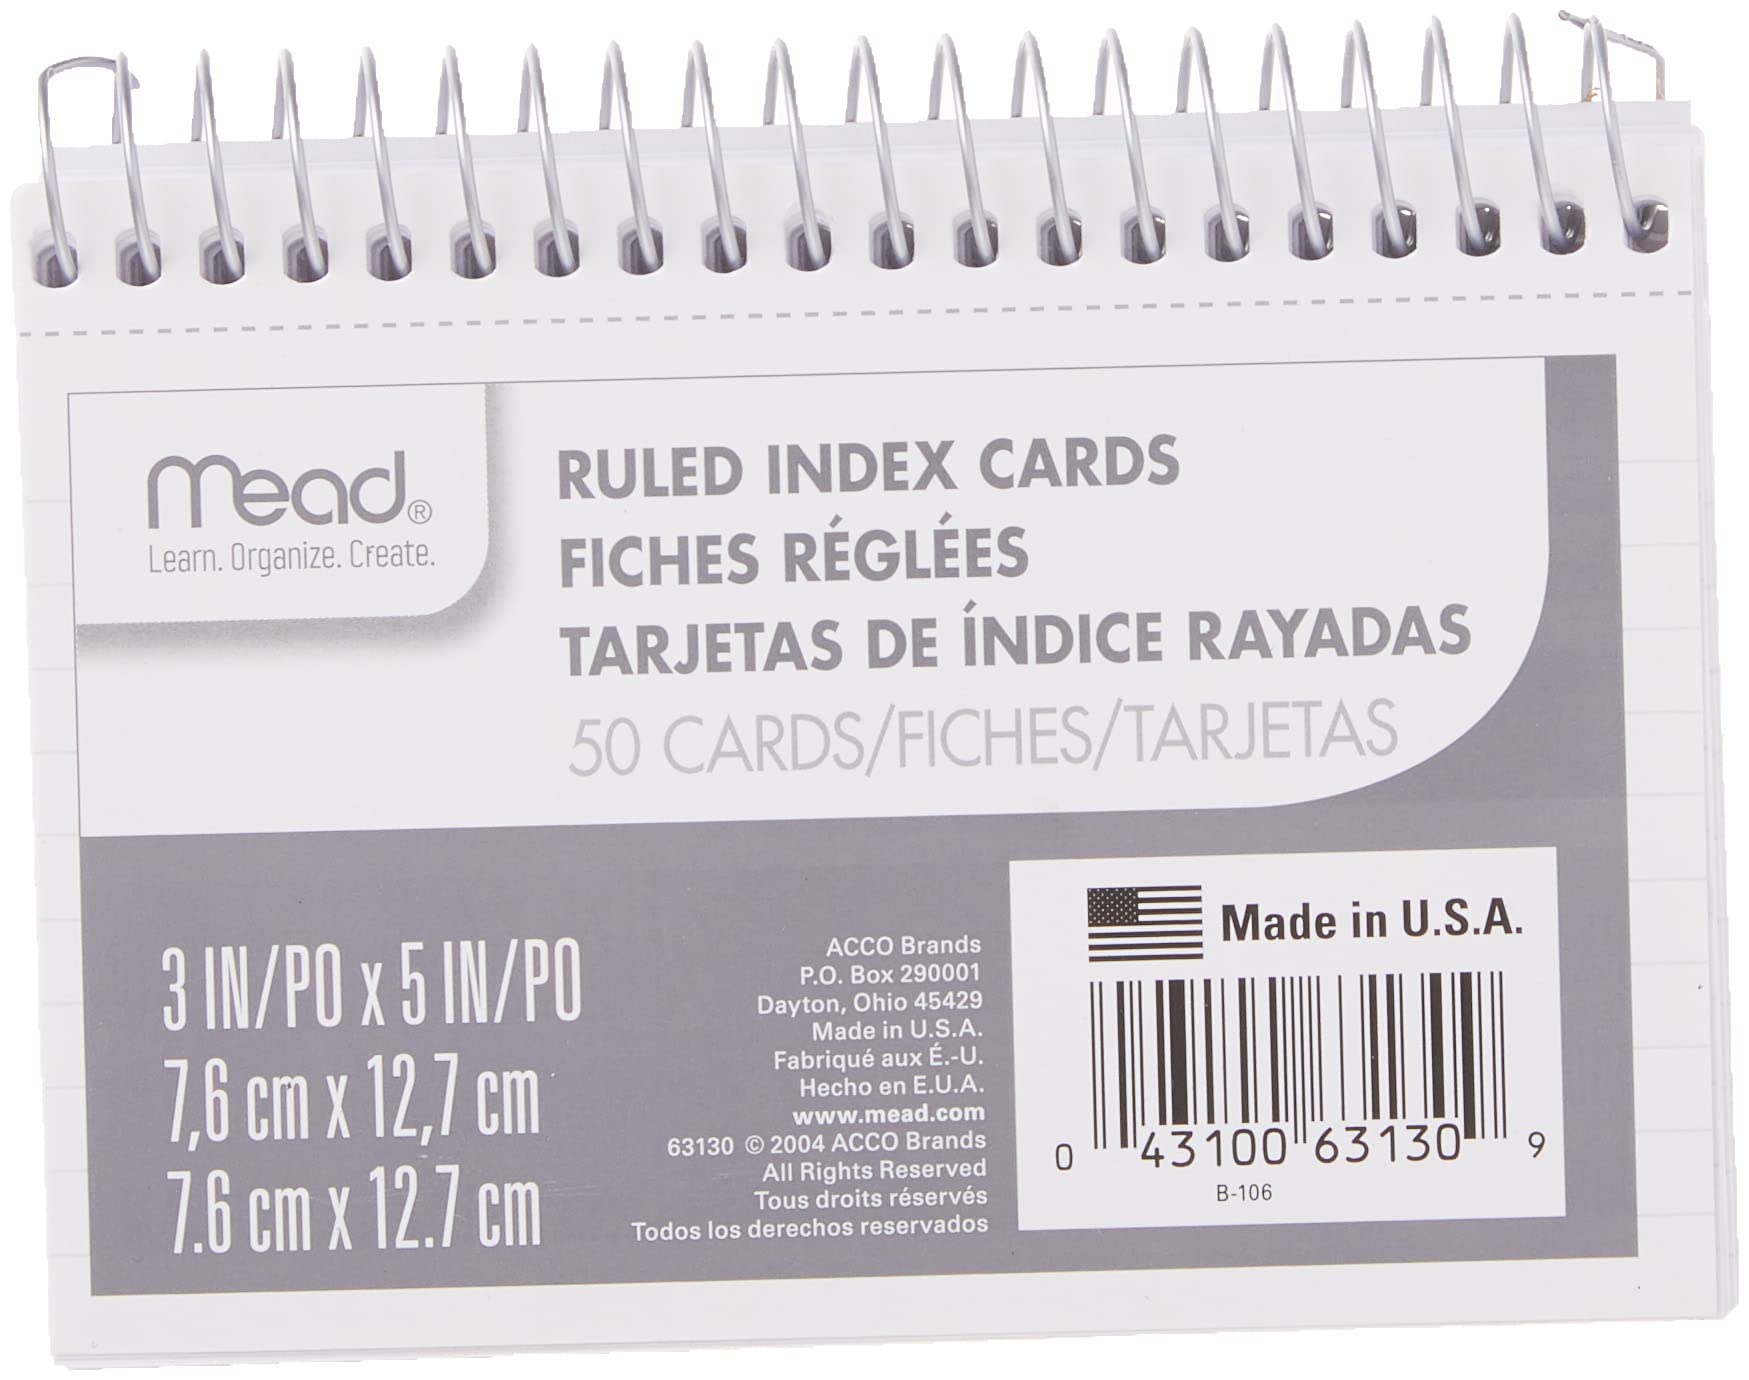 mead®
Learn. Organize. Create.
RULED INDEX CARDS
FICHES RÉGLÉES
TARJETAS DE ÍNDICE RAYADAS
50 CARDS/FICHES/TARJETAS
3 IN/PO x 5 IN/PO
7,6 cm x 12,7 cm
7.6 cm x 12.7 cm
ACCO Brands
P.O. Box 290001
Dayton, Ohio 45429
Made in U.S.A.
Fabriqué aux É.-U.
Hecho en E.U.A.
www.mead.com
63130 © 2004 ACCO Brands
All Rights Reserved
Tous droits réservés
Todos los derechos reservados
Made in U.S.A.
0 43100 63130 9
B-106